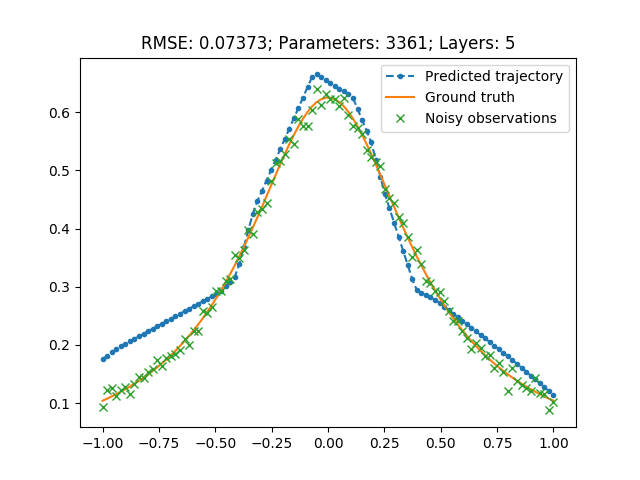 RMSE: 0.07373; Parameters: 3361; Layers: 5
Predicted trajectory
Ground truth
Noisy observations
0.6
0.5
0.4
0.3
0.2
0.1
−1.00 −0.75 −0.50 −0.25 0.00 0.25 0.50 0.75 1.00